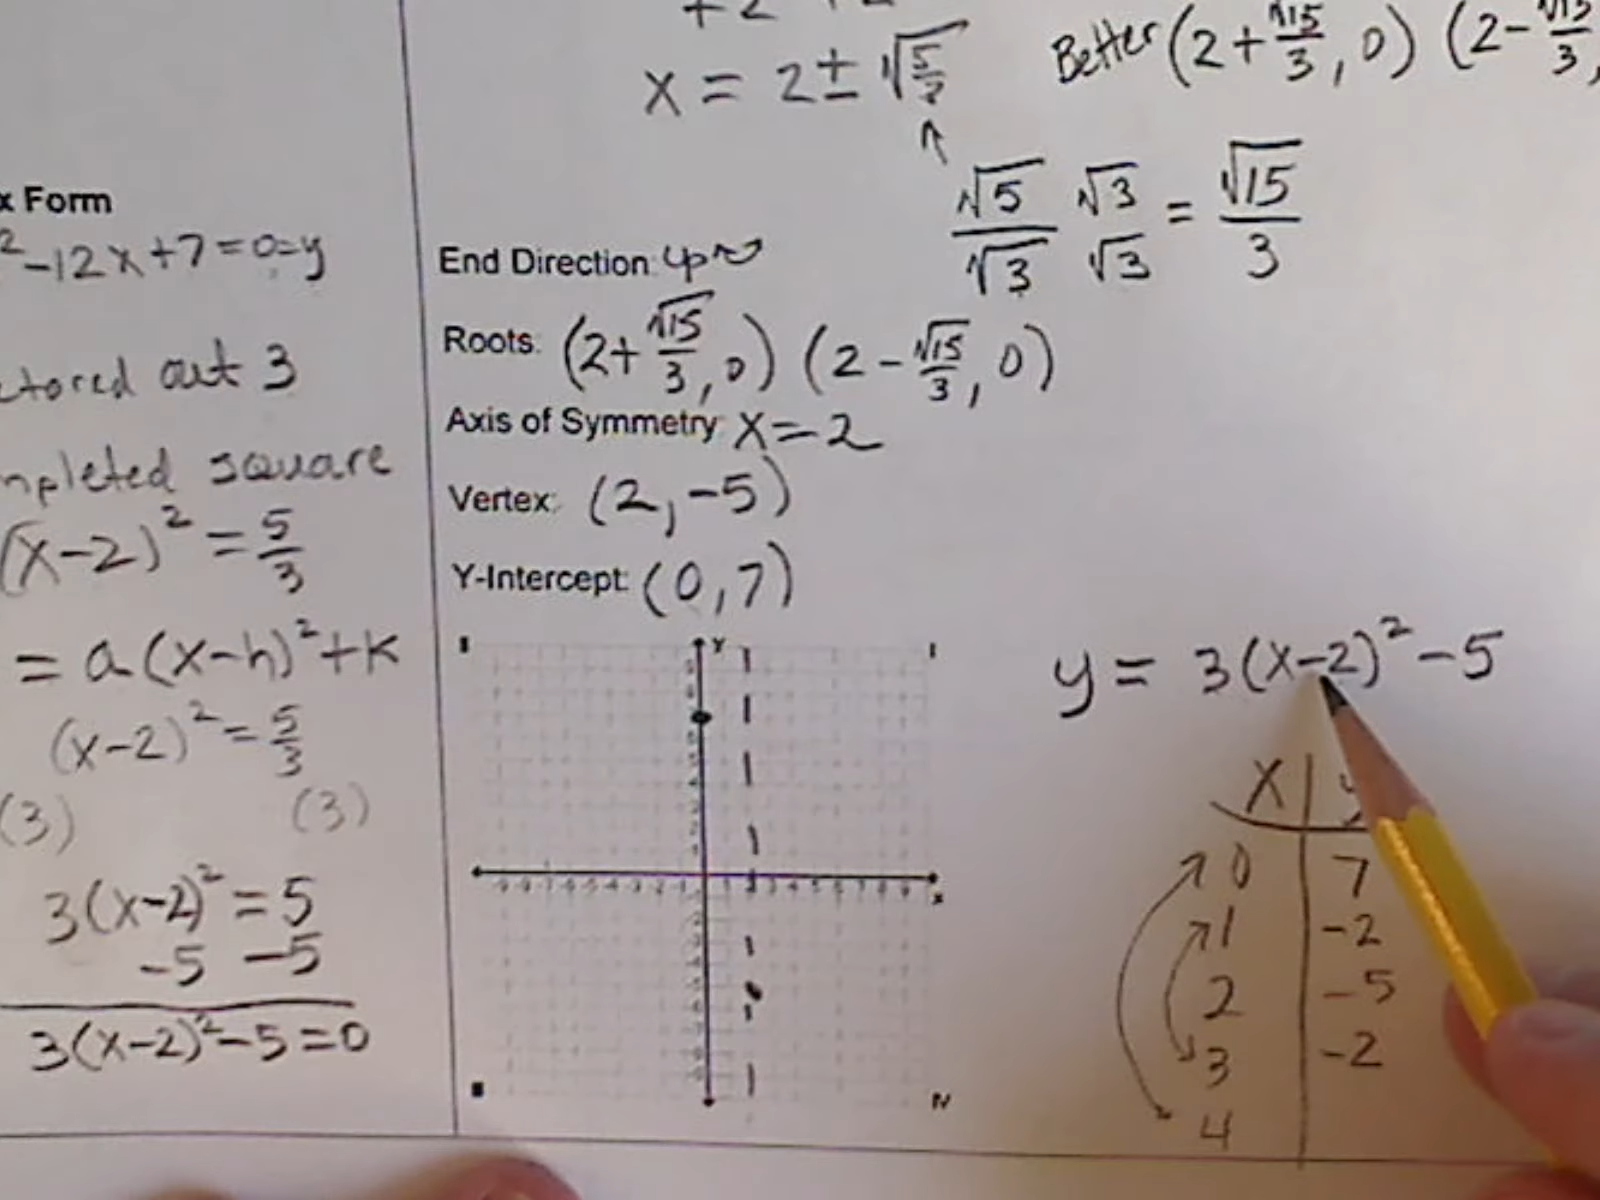 x = 2 ± √5/3
Better (2 + √15/3, 0) (2 - √15/3,
√5/√3 √3/√3 = √15/3
x Form
² -12x+7=0=y
ctored out 3
mpleted square
(x-2)² = 5/3
= a(x-h)²+k
(x-2)² = 5/3
(3) (3)
3(x-2)² = 5
-5 -5
3(x-2)²-5=0
End Direction: up
Roots: (2+√15/3, 0) (2-√15/3, 0)
Axis of Symmetry: x=2
Vertex: (2,-5)
Y-Intercept: (0,7)
Y
x
IV
y = 3(x-2)²-5
x | y
0 | 7
1 | -2
2 | -5
3 | -2
4